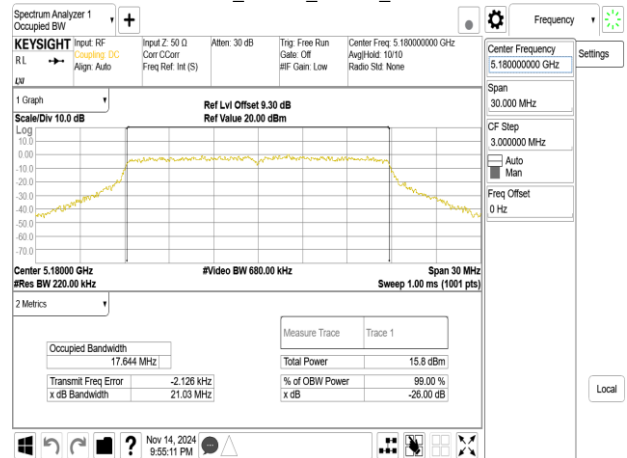 Spectrum Analyzer 1
Occupied BW
Frequency
KEYSIGHT
Input: RF
Coupling: DC
Align: Auto
Input Z: 50 Ω
Corr CCorr
Freq Ref: Int (S)
Atten: 30 dB
Trig: Free Run
Gate: Off
#IF Gain: Low
Center Freq: 5.180000000 GHz
Avg|Hold: 10/10
Radio Std: None
R L
LXI
Center Frequency
5.180000000 GHz
Settings
Span
30.000 MHz
CF Step
3.000000 MHz
Auto
Man
Freq Offset
0 Hz
Local
1 Graph
Scale/Div 10.0 dB
Ref Lvl Offset 9.30 dB
Ref Value 20.00 dBm
Log
10.0
0.00
-10.0
-20.0
-30.0
-40.0
-50.0
-60.0
-70.0
Center 5.18000 GHz
#Video BW 680.00 kHz
Span 30 MHz
#Res BW 220.00 kHz
Sweep 1.00 ms (1001 pts)
2 Metrics
Measure Trace Trace 1
Occupied Bandwidth
17.644 MHz
Total Power 15.8 dBm
Transmit Freq Error -2.126 kHz
% of OBW Power 99.00 %
x dB Bandwidth 21.03 MHz
x dB -26.00 dB
?
Nov 14, 2024
9:55:11 PM